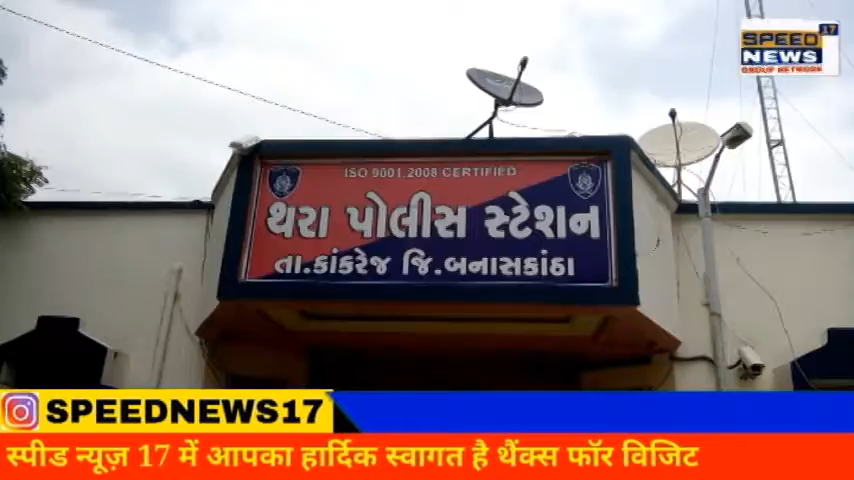 SPEED 17
NEWS
GROUP NETWORK
ISO 9001.2008 CERTIFIED
થરા પોલીસ સ્ટેશન
તા.કાંકરેજ જિ.બનાસકાંઠા
SPEEDNEWS17
स्पीड न्यूज़ 17 में आपका हार्दिक स्वागत है थैंक्स फॉर विजिट